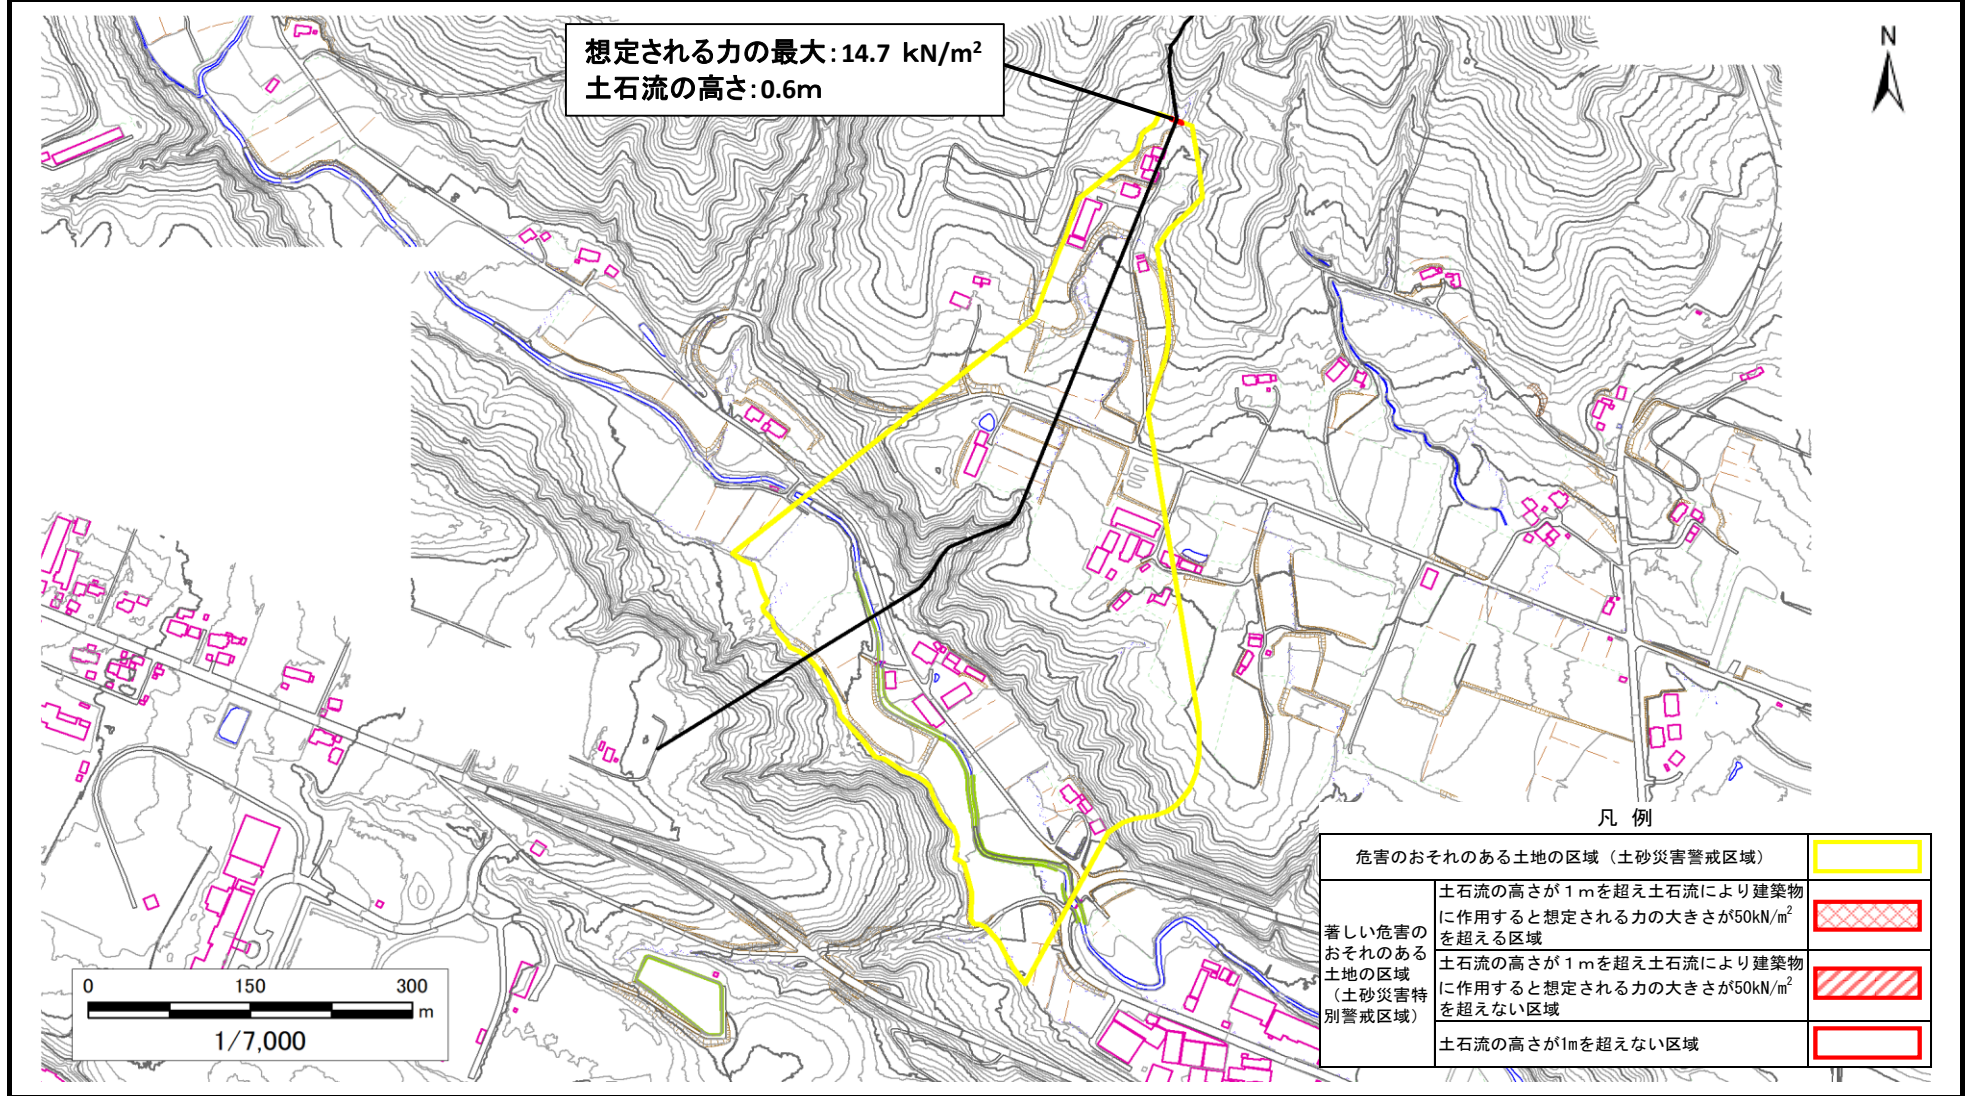 想定される力の最大:14.7 kN/m²
土石流の高さ:0.6m
N
凡 例
危害のおそれのある土地の区域（土砂災害警戒区域）
著しい危害の
おそれのある
土地の区域
（土砂災害特
別警戒区域）
土石流の高さが１ｍを超え土石流により建築物
に作用すると想定される力の大きさが50kN/m²
を超える区域
土石流の高さが１ｍを超え土石流により建築物
に作用すると想定される力の大きさが50kN/m²
を超えない区域
土石流の高さが1mを超えない区域
0 150 300
m
1/7,000